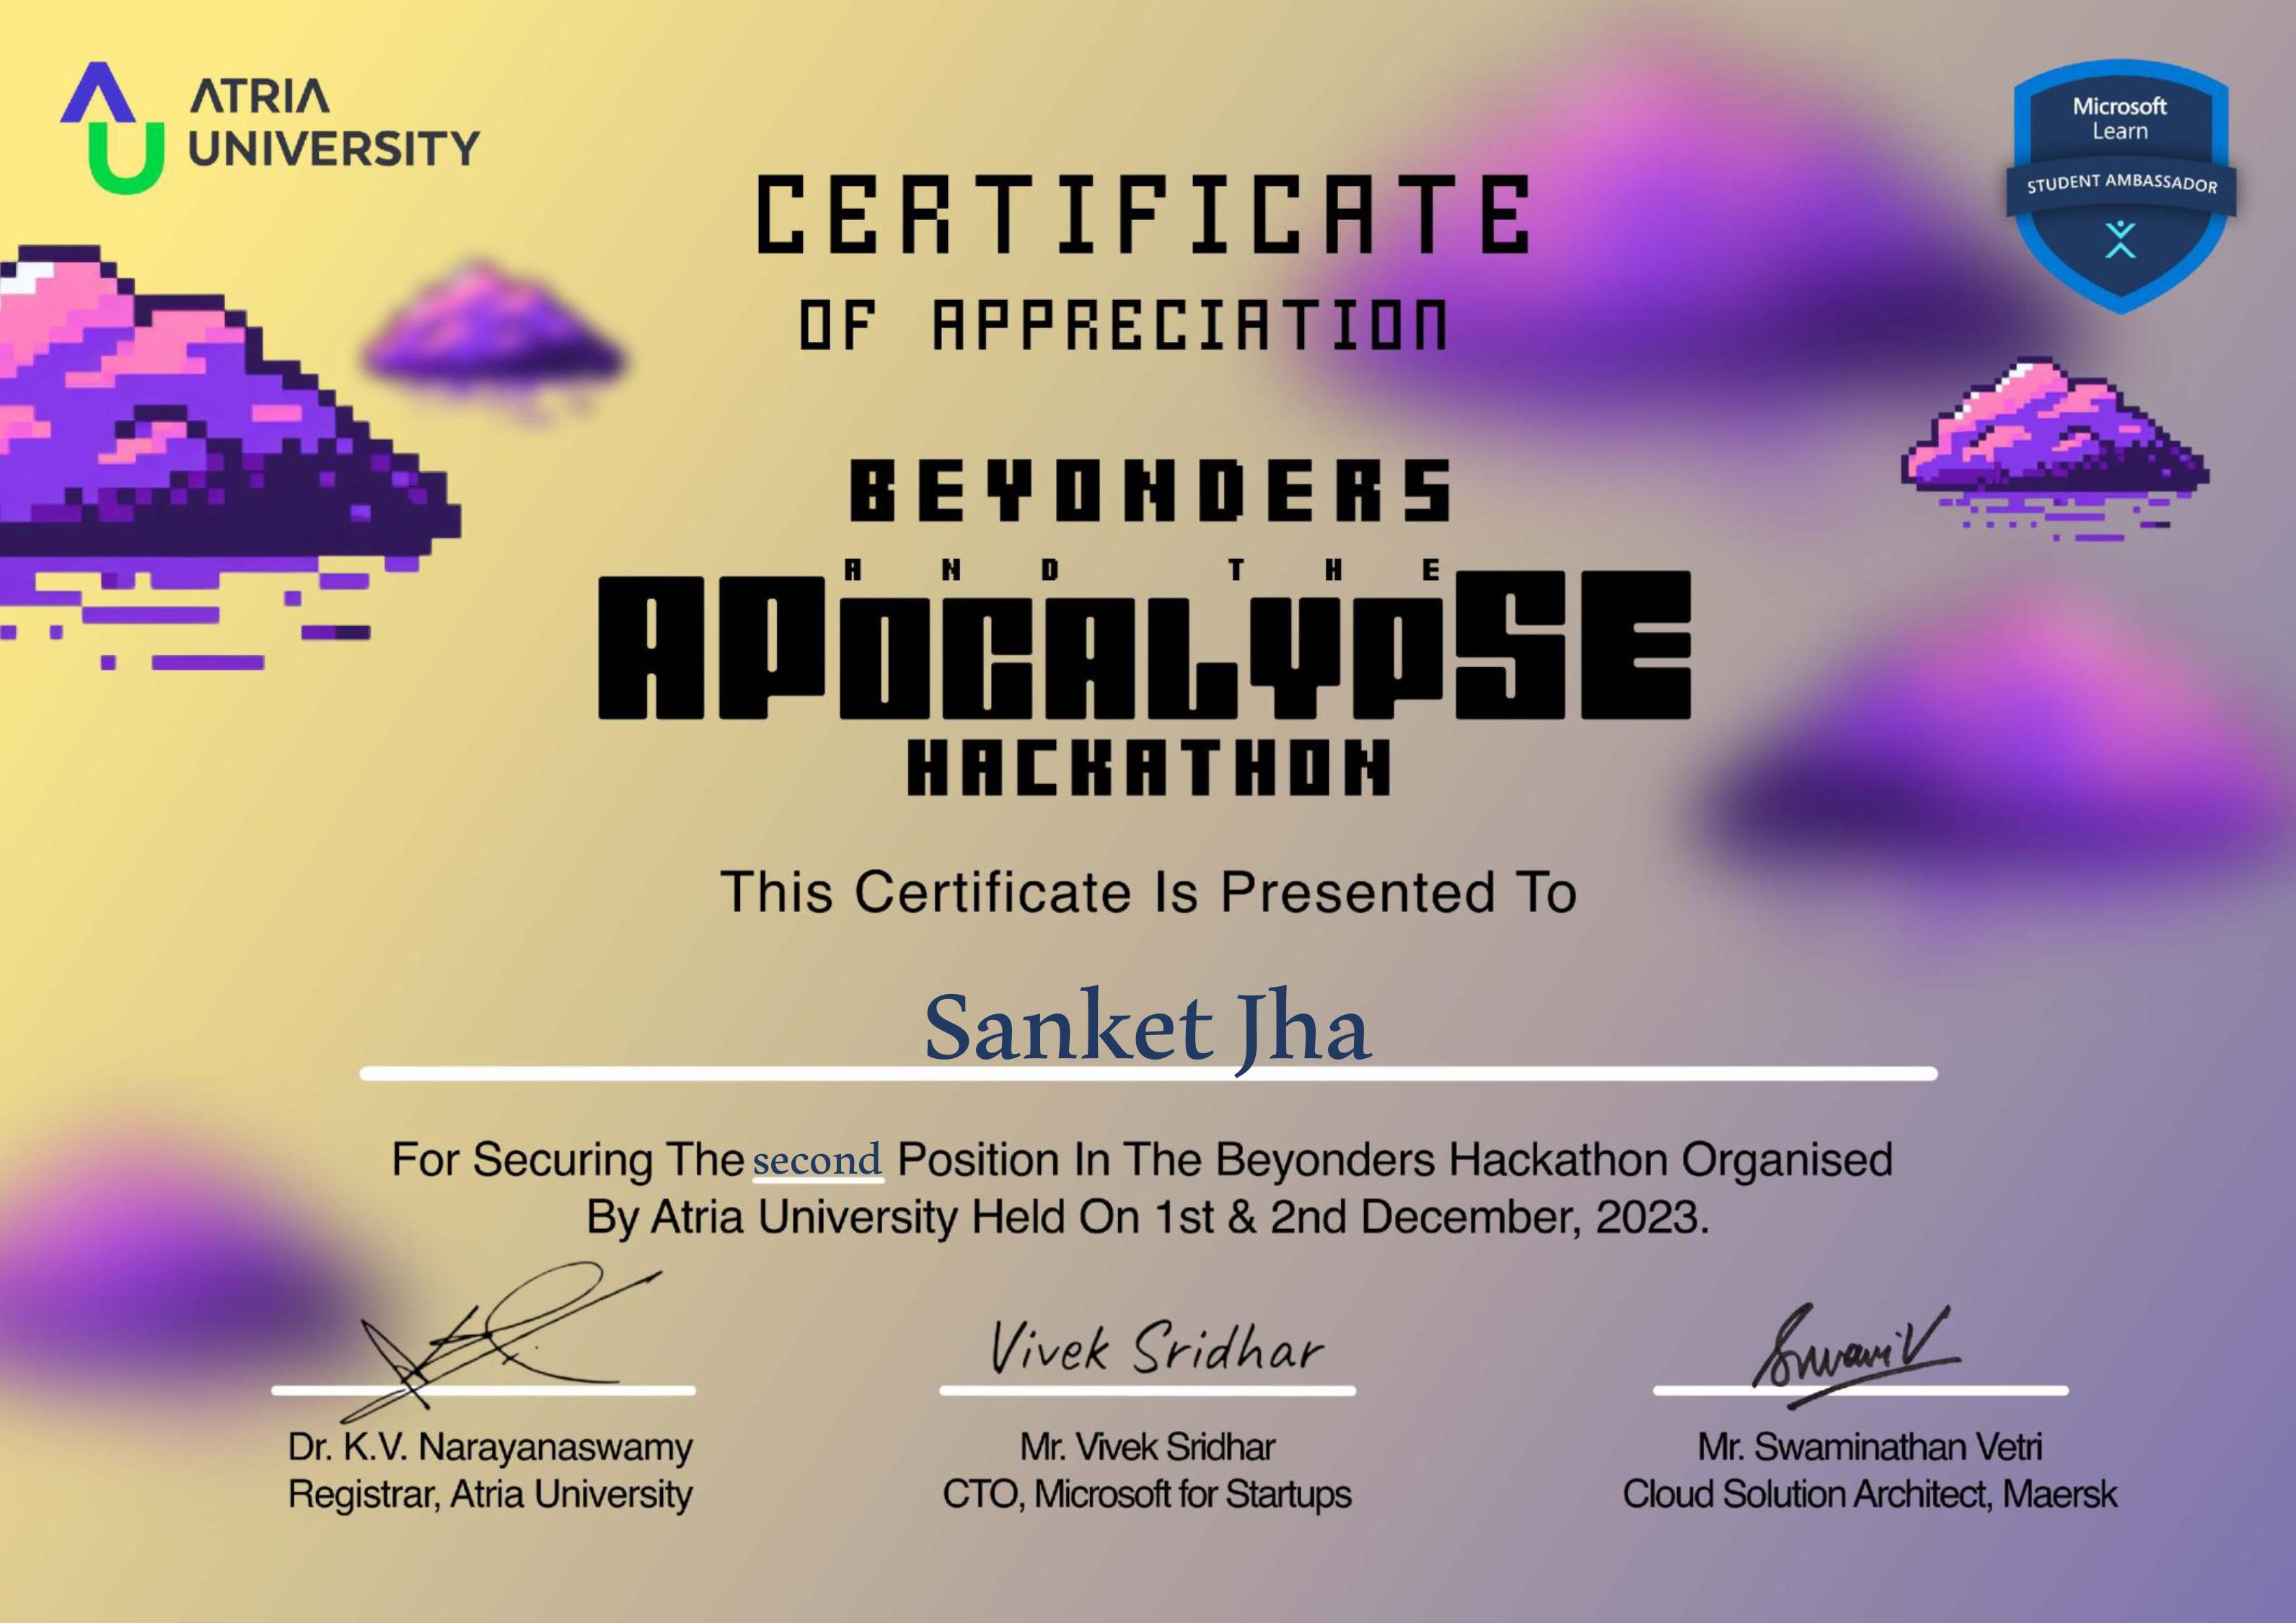 ATRIA
UNIVERSITY
Microsoft
Learn
STUDENT AMBASSADOR
CERTIFICATE
OF APPRECIATION
BEYONDERS
AND THE
APOCALYPSE
HACKATHON
This Certificate Is Presented To
Sanket Jha
For Securing The second Position In The Beyonders Hackathon Organised
By Atria University Held On 1st & 2nd December, 2023.
Vivek Sridhar
Swami V
Dr. K.V. Narayanaswamy
Registrar, Atria University
Mr. Vivek Sridhar
CTO, Microsoft for Startups
Mr. Swaminathan Vetri
Cloud Solution Architect, Maersk